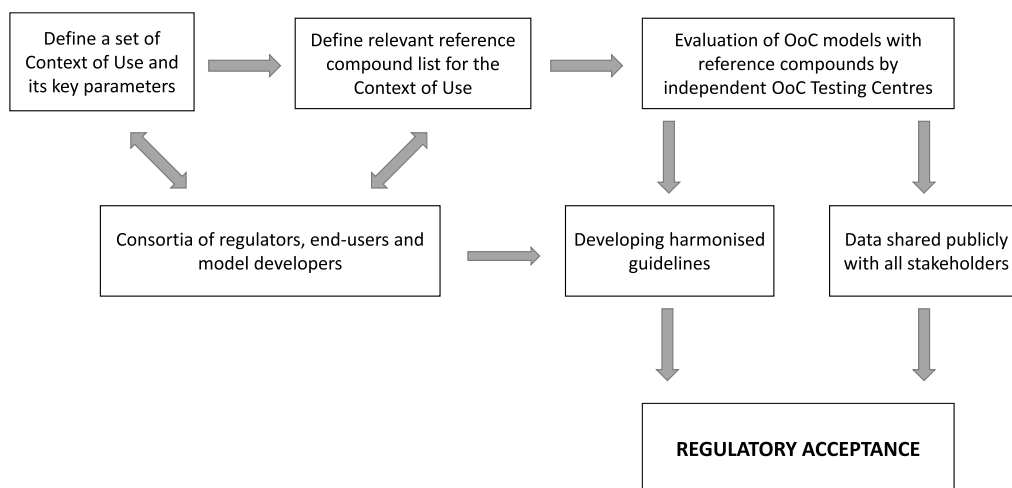 Define a set of
Context of Use and
its key parameters
Define relevant reference
compound list for the
Context of Use
Evaluation of OoC models with
reference compounds by
independent OoC Testing Centres
Consortia of regulators, end-users and
model developers
Developing harmonised
guidelines
Data shared publicly
with all stakeholders
REGULATORY ACCEPTANCE